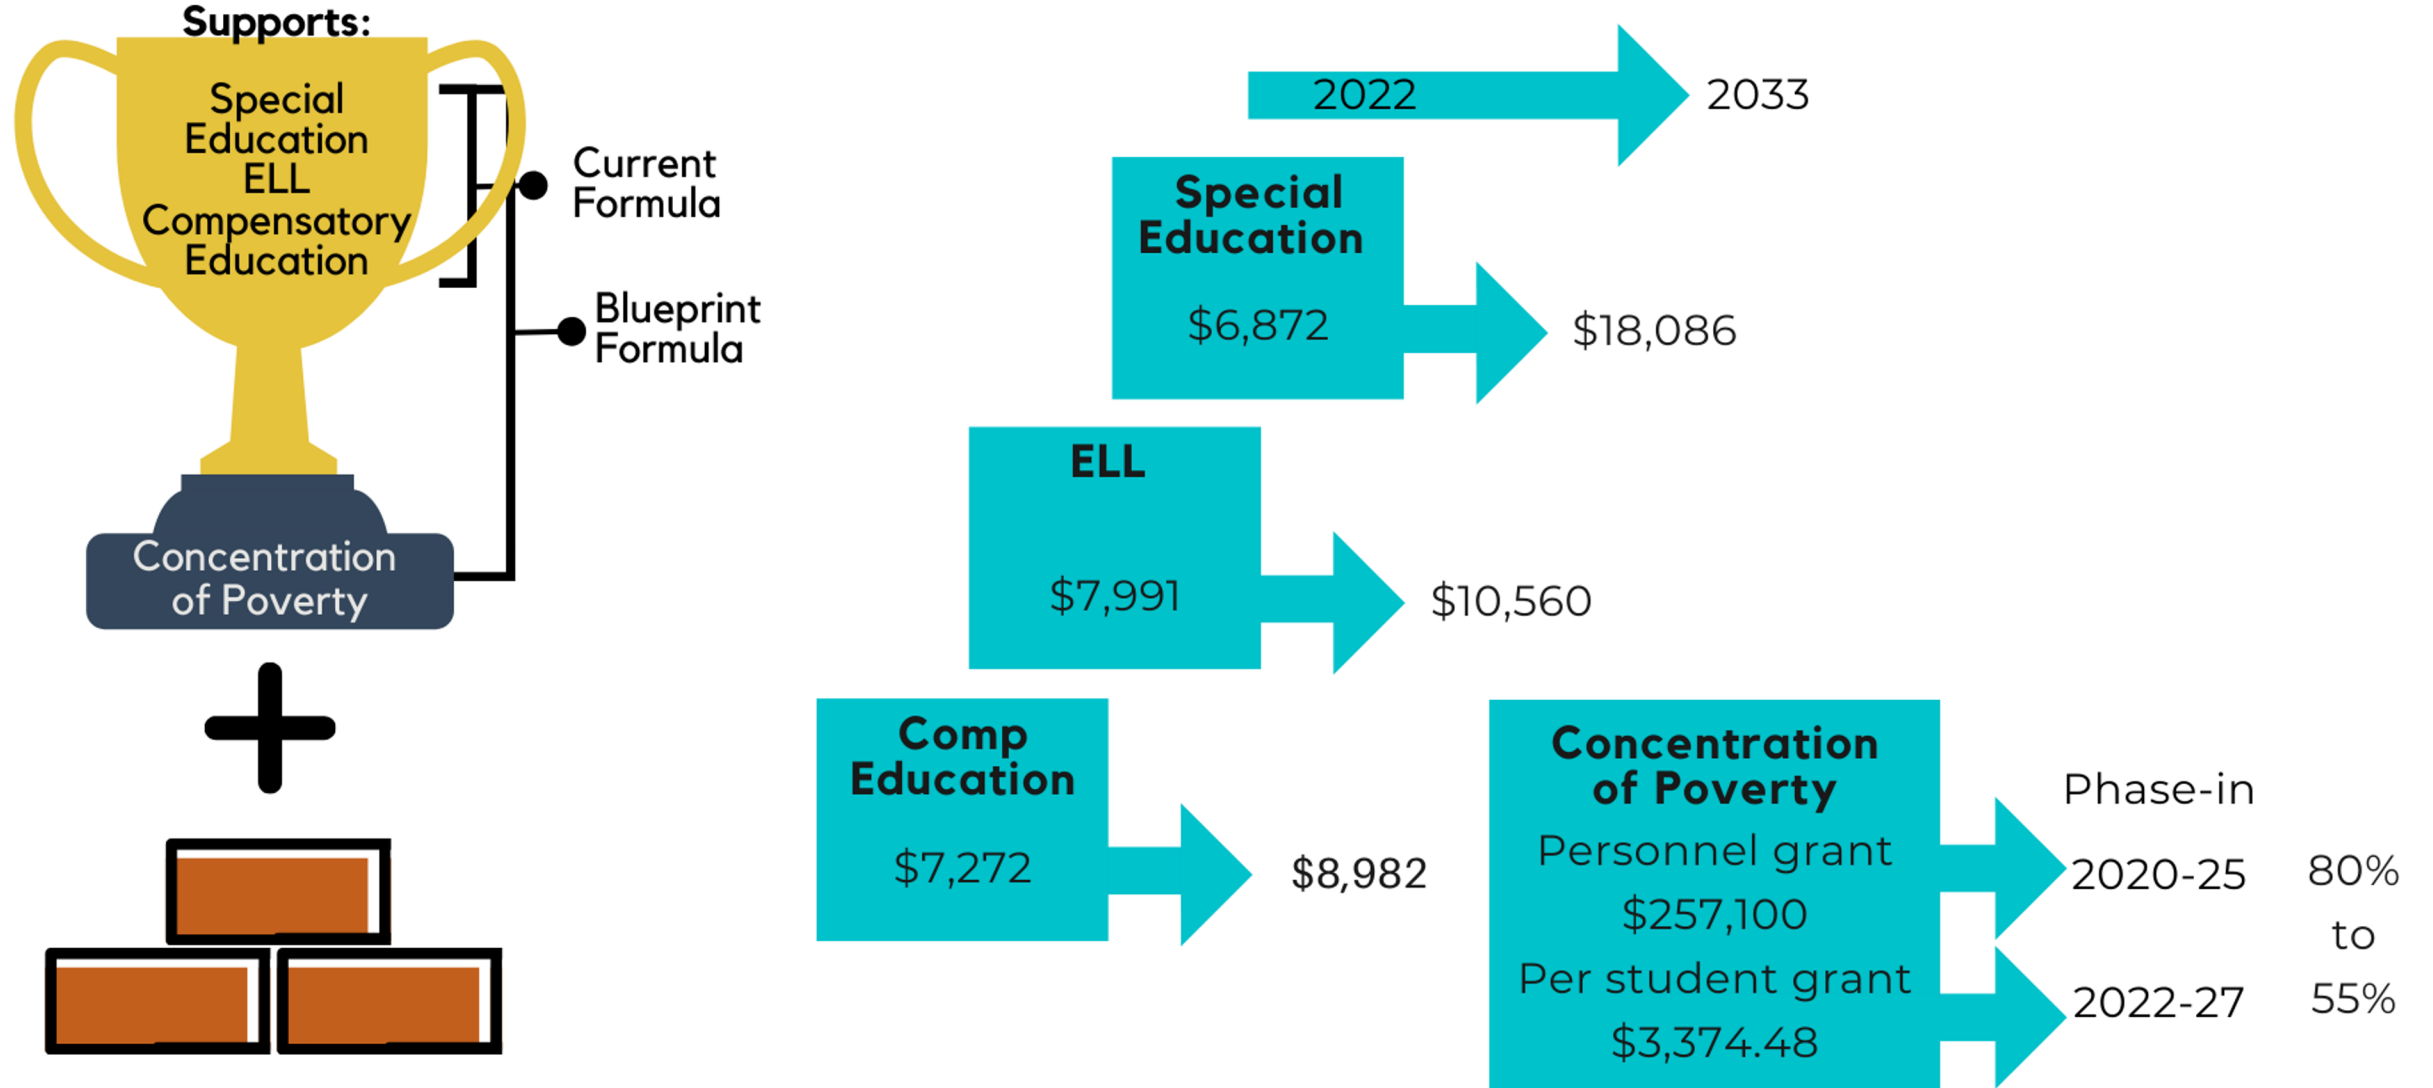 Supports:
Special
Education
ELL
Compensatory
Education
Current
Formula
Blueprint
Formula
Concentration
of Poverty
2022
2033
Special
Education
$6,872
$18,086
ELL
$7,991
$10,560
Comp
Education
$7,272
$8,982
Concentration
of Poverty
Personnel grant
$257,100
Per student grant
$3,374.48
Phase-in
2020-25
80%
to
2022-27
55%